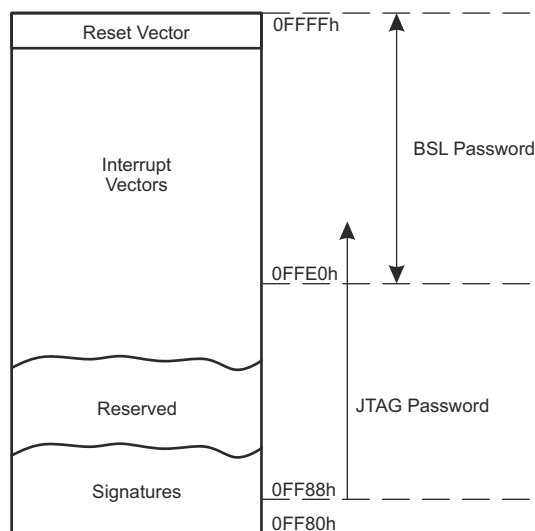 Reset Vector
0FFFFh
Interrupt
Vectors
BSL Password
0FFE0h
Reserved
JTAG Password
Signatures
0FF88h
0FF80h